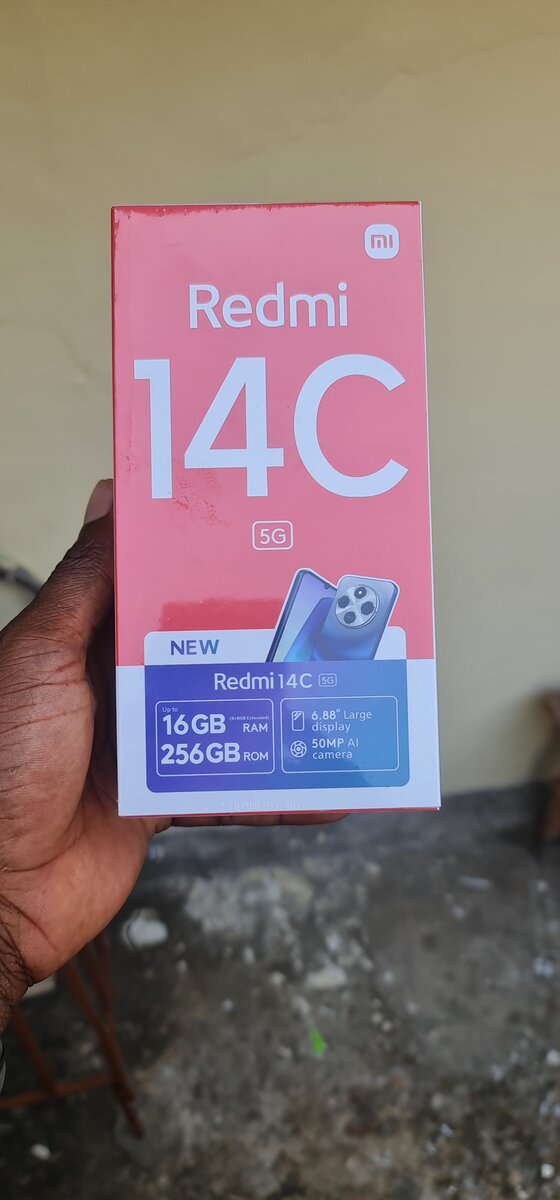 mi
Redmi
14C
5G
NEW
Redmi 14C 5G
Up to
16GB (8+8GB Extended) RAM
256GB ROM
6.88" Large
display
50MP AI
camera